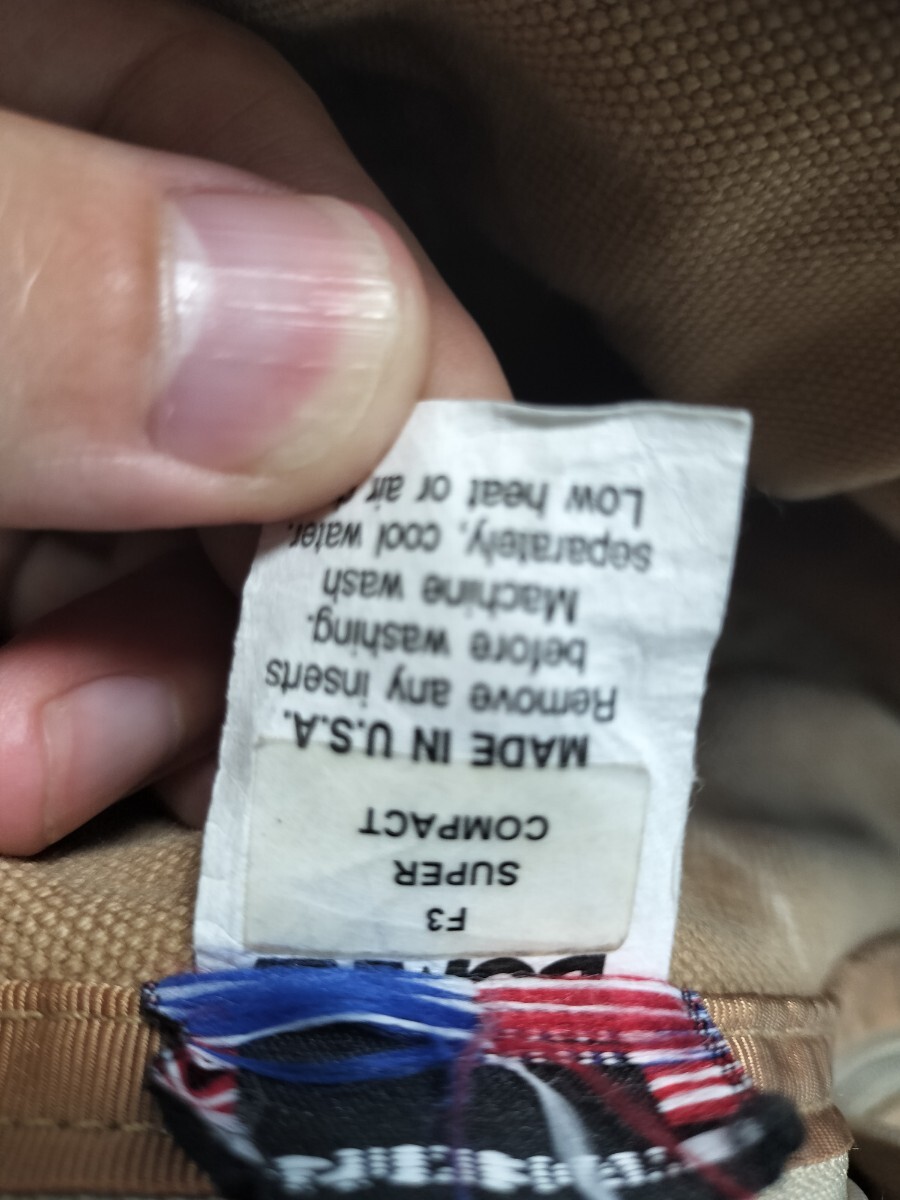 F3
SUPER
COMPACT
MADE IN U.S.A.
Remove any inserts
before washing.
Machine wash
separately, cool water.
Low heat or air